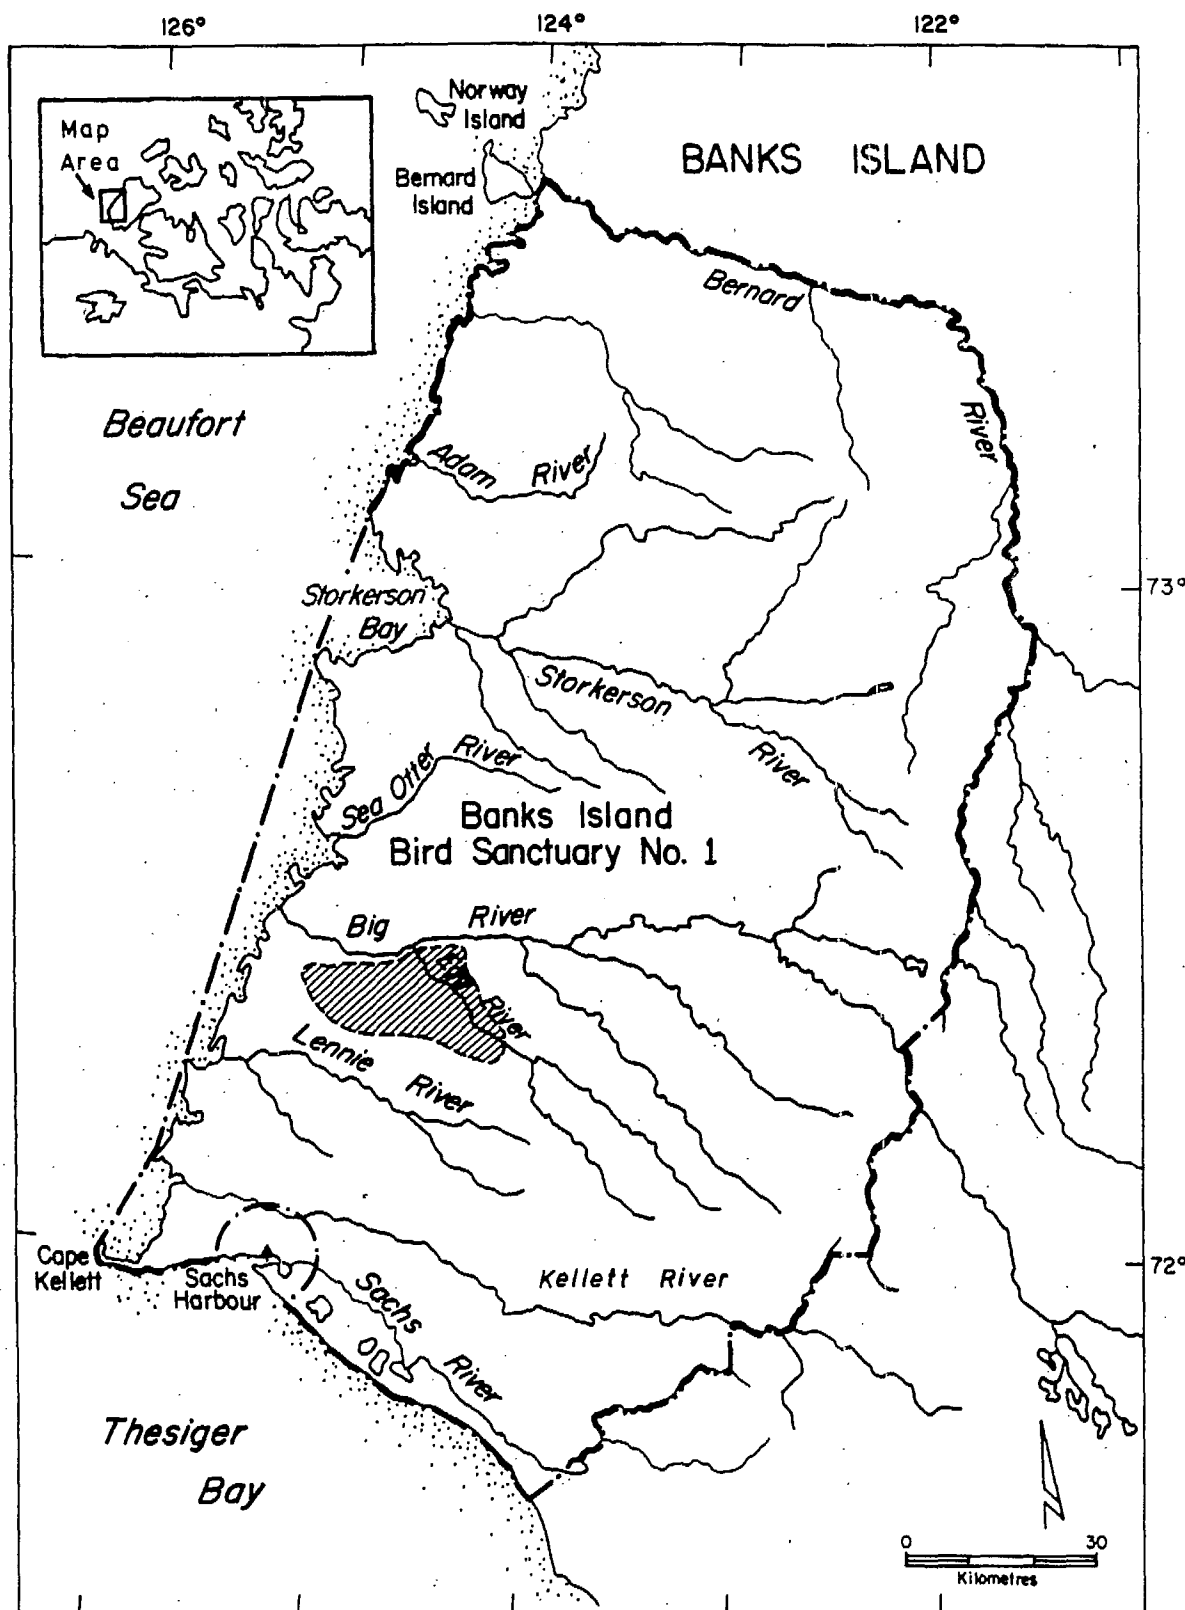 126° 124° 122°
Map
Area
Norway
Island
BANKS ISLAND
Bernard
Island
Bernard
River
Beaufort
Sea
Adam River
73°
Storkerson
Bay
Storkerson
River
Sea Otter River
Banks Island
Bird Sanctuary No. 1
Big River
Egg River
Lennie River
Cape
Kellett
Sachs
Harbour
Kellett River
72°
Sachs
River
Thesiger
Bay
0 30
Kilometres